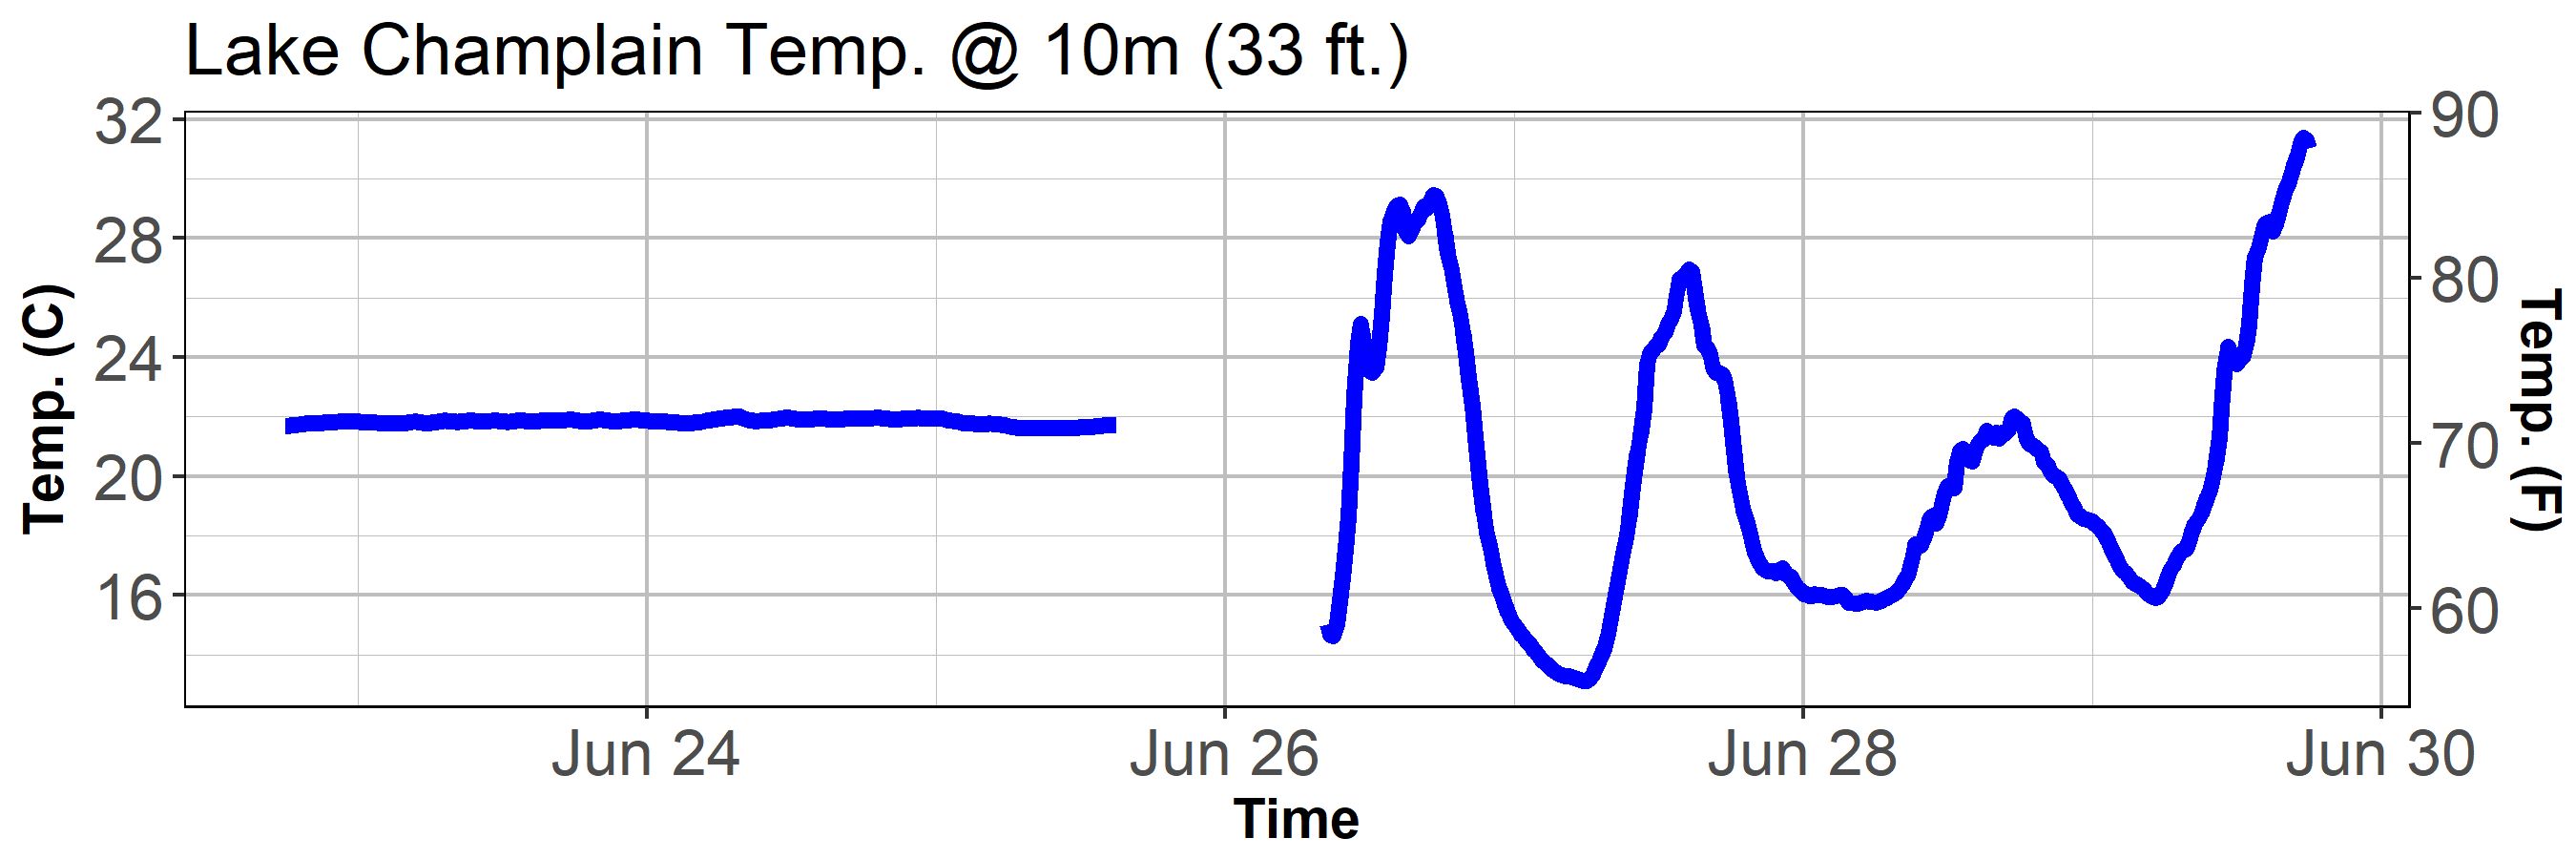 Lake Champlain Temp. @ 10m (33 ft.)
32
28
24
20
16
Temp. (C)
90
80
70
60
Temp. (F)
Jun 24
Jun 26
Jun 28
Jun 30
Time